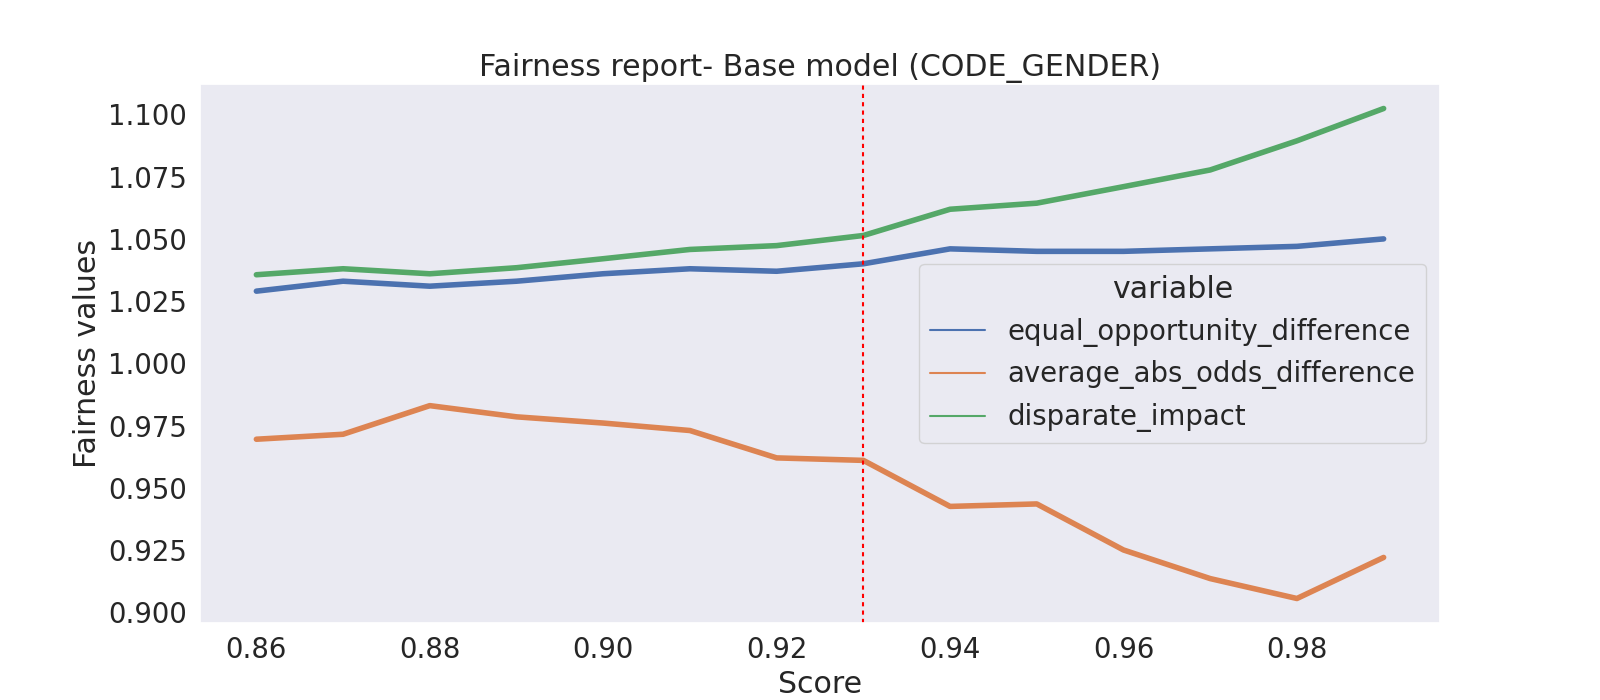 Fairness report- Base model (CODE_GENDER)
1.100
1.075
1.050
1.025
1.000
0.975
0.950
0.925
0.900
Fairness values
variable
equal_opportunity_difference
average_abs_odds_difference
disparate_impact
0.86 0.88 0.90 0.92 0.94 0.96 0.98
Score